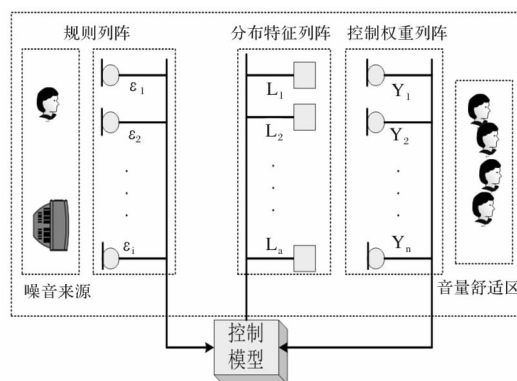 规则列阵 分布特征列阵 控制权重列阵
ε1 L1 Y1
ε2 L2 Y2
εi La Yn
噪音来源 音量舒适区
控制
模型